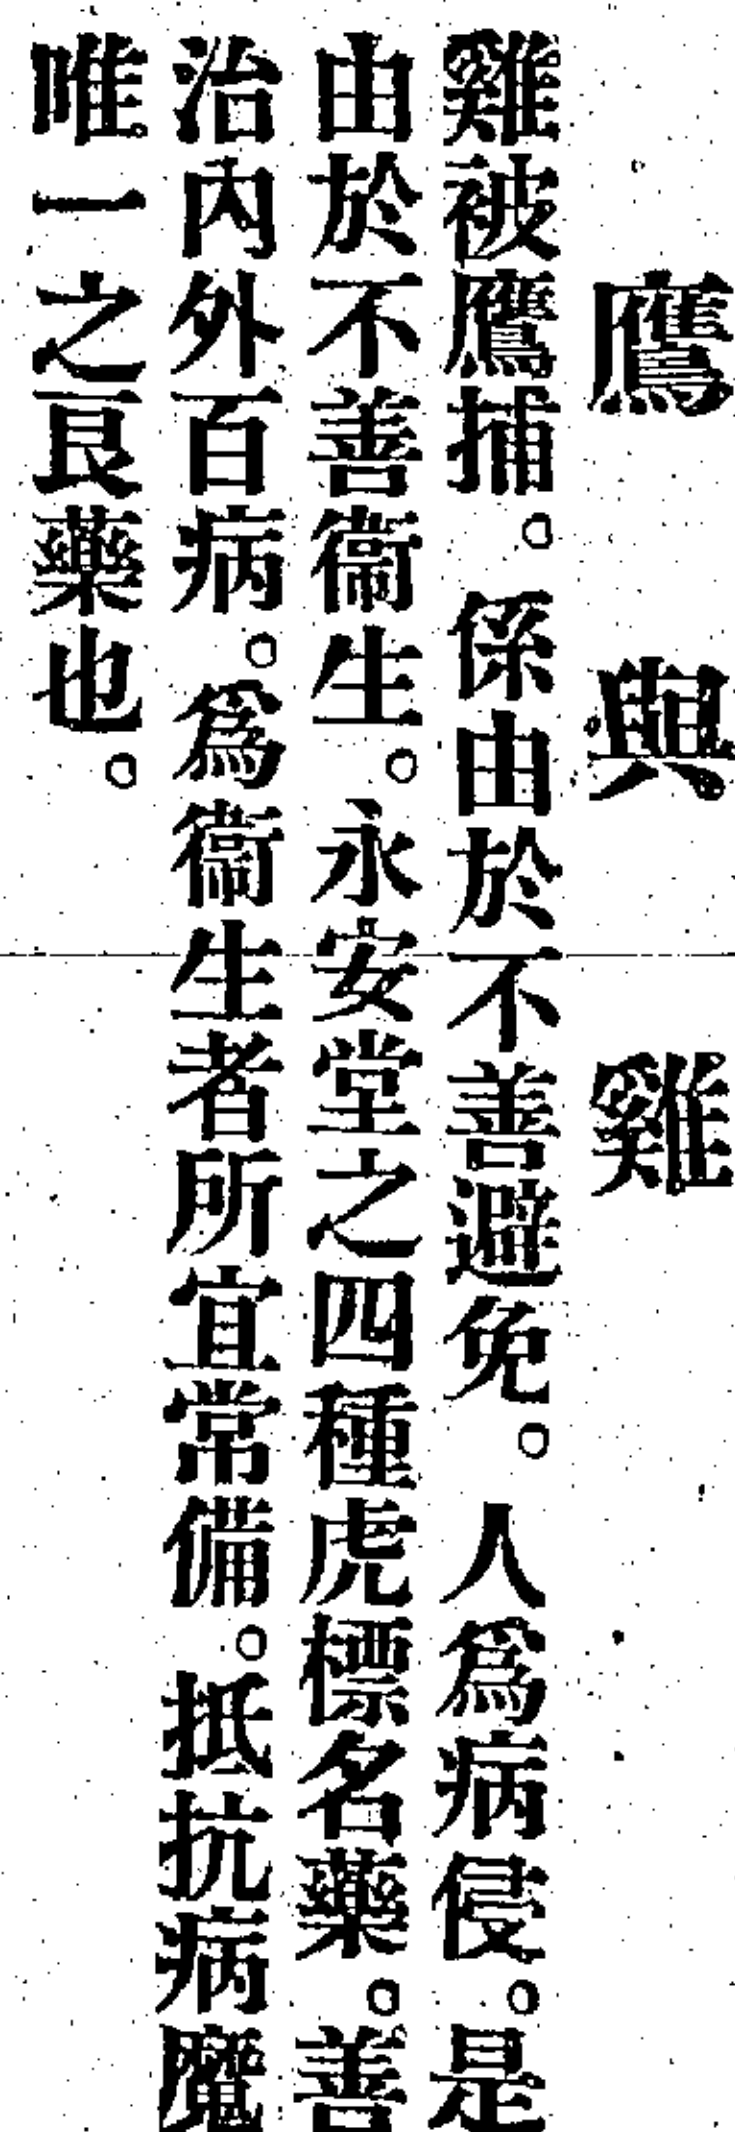 鷹與雞
雞被鷹捕。係由於不善避免。人爲病侵。是
由於不善衞生。永安堂之四種虎標名藥。善
治內外百病。爲衞生者所宜常備。抵抗病魔
唯一之良藥也。